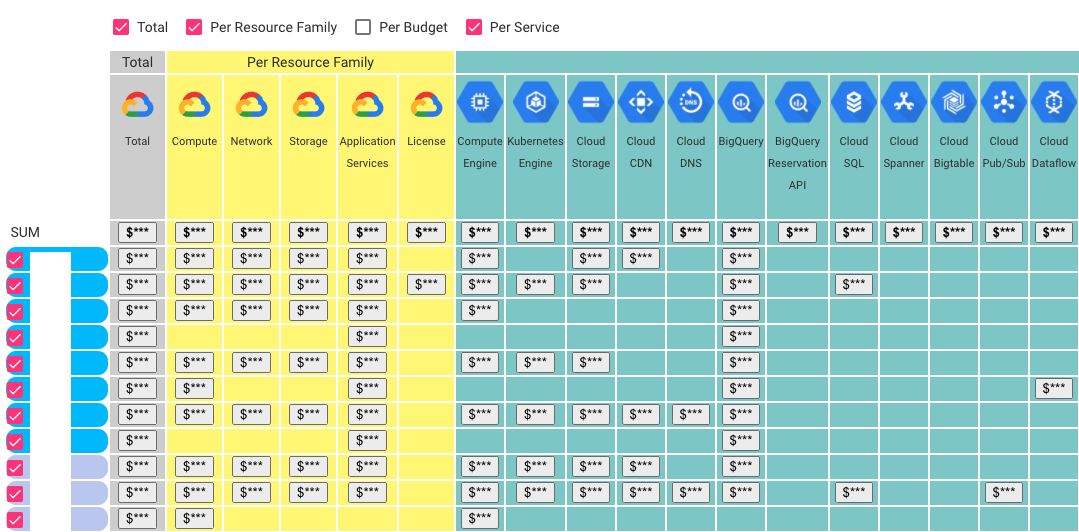 Total Per Resource Family Per Budget Per Service
Total Per Resource Family
DNS
Total Compute Network Storage Application Services License Compute Engine Kubernetes Engine Cloud Storage Cloud CDN Cloud DNS BigQuery BigQuery Reservation API Cloud SQL Cloud Spanner Cloud Bigtable Cloud Pub/Sub Cloud Dataflow
SUM $*** $*** $*** $*** $*** $*** $*** $*** $*** $*** $*** $*** $*** $*** $*** $*** $*** $***
$*** $*** $*** $*** $*** $*** $*** $*** $***
$*** $*** $*** $*** $*** $*** $*** $*** $*** $*** $***
$*** $*** $*** $*** $*** $*** $***
$*** $*** $***
$*** $*** $*** $*** $*** $*** $*** $*** $***
$*** $*** $*** $*** $***
$*** $*** $*** $*** $*** $*** $*** $*** $*** $*** $***
$*** $*** $***
$*** $*** $*** $*** $*** $*** $*** $*** $*** $***
$*** $*** $*** $*** $*** $*** $*** $*** $*** $*** $*** $*** $***
$*** $*** $***